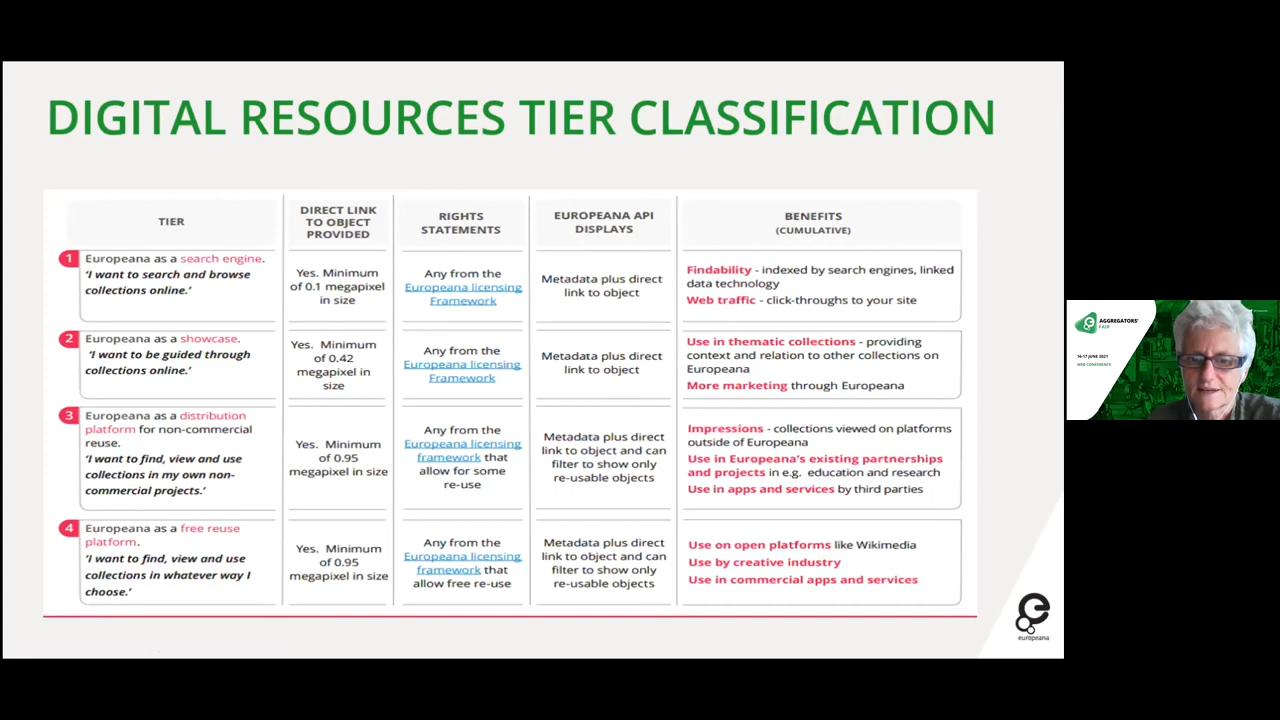 DIGITAL RESOURCES TIER CLASSIFICATION
TIER
DIRECT LINK
TO OBJECT
PROVIDED
RIGHTS
STATEMENTS
EUROPEANA API
DISPLAYS
BENEFITS
(CUMULATIVE)
1
Europeana as a search engine.
‘I want to search and browse
collections online.’
Yes. Minimum
of 0.1 megapixel
in size
Any from the
Europeana licensing
Framework
Metadata plus direct
link to object
Findability - indexed by search engines, linked
data technology
Web traffic - click-throughs to your site
2
Europeana as a showcase.
‘I want to be guided through
collections online.’
Yes. Minimum
of 0.42
megapixel in
size
Any from the
Europeana licensing
Framework
Metadata plus direct
link to object
Use in thematic collections - providing
context and relation to other collections on
Europeana
More marketing through Europeana
3
Europeana as a distribution
platform for non-commercial
reuse.
‘I want to find, view and use
collections in my own non-
commercial projects.’
Yes. Minimum
of 0.95
megapixel in size
Any from the
Europeana licensing
framework that
allow for some
re-use
Metadata plus direct
link to object and can
filter to show only
re-usable objects
Impressions - collections viewed on platforms
outside of Europeana
Use in Europeana’s existing partnerships
and projects in e.g. education and research
Use in apps and services by third parties
4
Europeana as a free reuse
platform.
‘I want to find, view and use
collections in whatever way I
choose.’
Yes. Minimum
of 0.95
megapixel in size
Any from the
Europeana licensing
framework that
allow free re-use
Metadata plus direct
link to object and can
filter to show only
re-usable objects
Use on open platforms like Wikimedia
Use by creative industry
Use in commercial apps and services
europeana
AGGREGATORS'
FAIR
16-17 JUNE 2021
WEB CONFERENCE